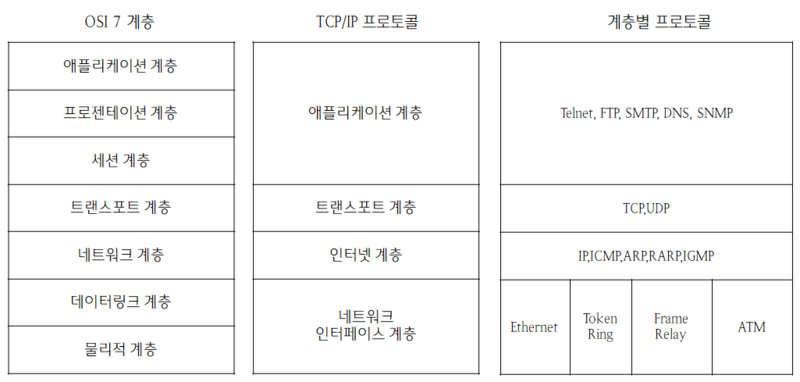 OSI 7 계층
애플리케이션 계층
프로젠테이션 계층
세션 계층
트랜스포트 계층
네트워크 계층
데이터링크 계층
물리적 계층
TCP/IP 프로토콜
애플리케이션 계층
트랜스포트 계층
인터넷 계층
네트워크
인터페이스 계층
계층별 프로토콜
Telnet, FTP, SMTP, DNS, SNMP
TCP,UDP
IP,ICMP,ARP,RARP,IGMP
Ethernet
Token
Ring
Frame
Relay
ATM